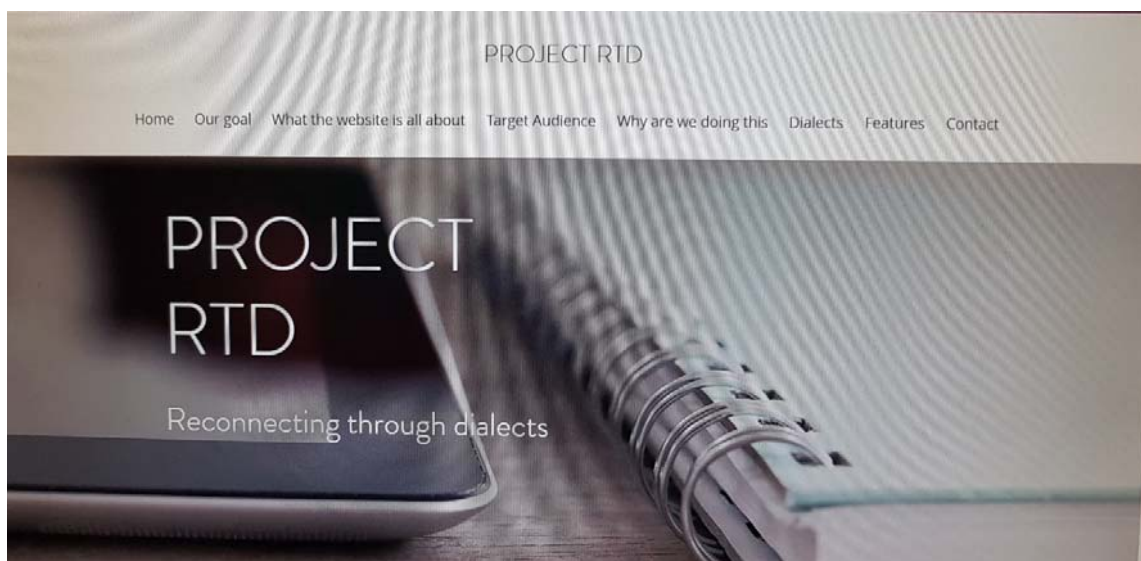 PROJECT RTD
Home Our goal What the website is all about Target Audience Why are we doing this Dialects Features Contact
PROJECT
RTD
Reconnecting through dialects